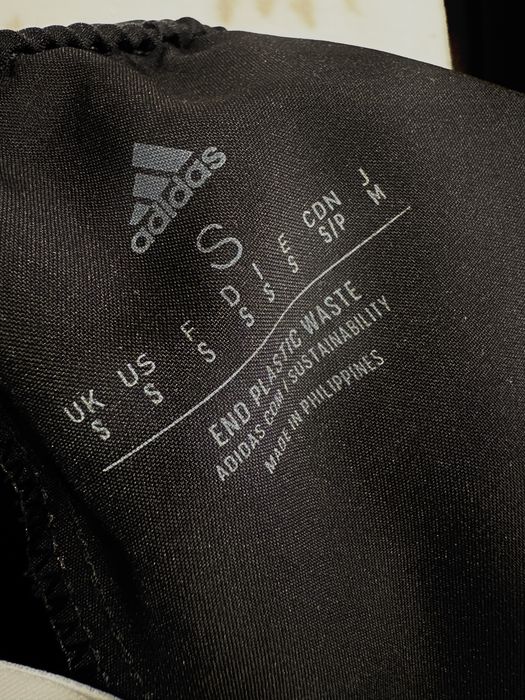 adidas
S
UK US F D I E CDN J
S S S S S S S/P M
END PLASTIC WASTE
ADIDAS.COM/SUSTAINABILITY
MADE IN PHILIPPINES